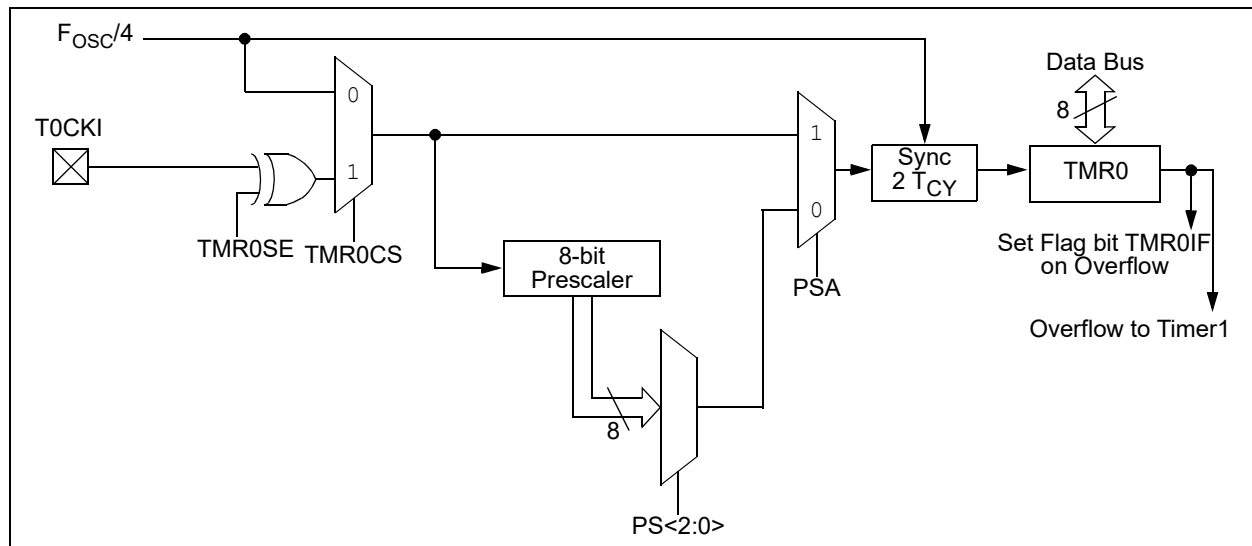 FOSC/4
Data Bus
8
T0CKI
0
1
1
0
Sync
2 TCY
TMR0
TMR0SE
TMR0CS
8-bit
Prescaler
PSA
Set Flag bit TMR0IF
on Overflow
Overflow to Timer1
8
PS<2:0>